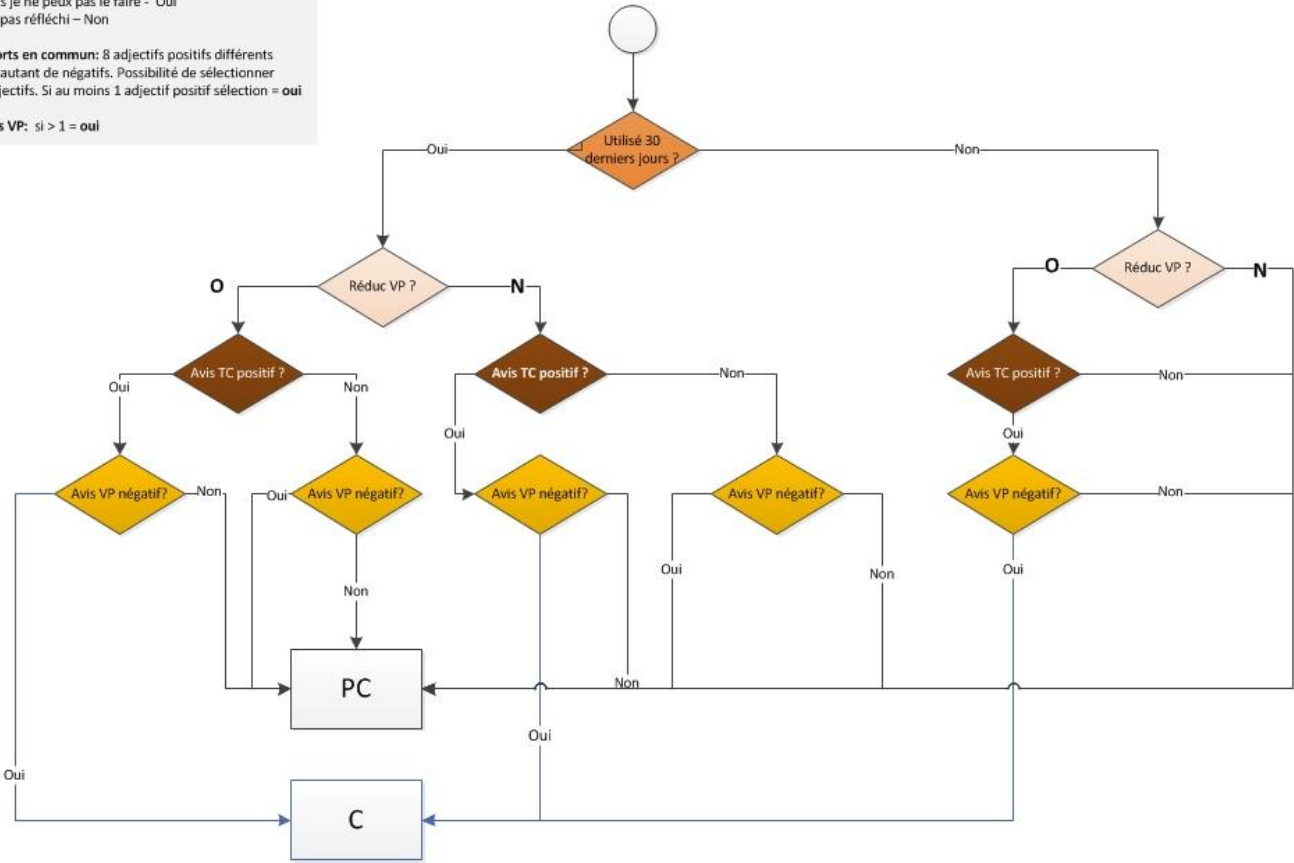 s je ne peux pas le faire - Oui
pas réfléchi – Non
orts en commun: 8 adjectifs positifs différents
autant de négatifs. Possibilité de sélectionner
jectifs. Si au moins 1 adjectif positif sélection = oui
s VP: si > 1 = oui
Utilisé 30
derniers jours ?
Oui
Non
Réduc VP ?
O
N
Réduc VP ?
O
N
Avis TC positif ?
Oui
Non
Avis TC positif ?
Oui
Non
Avis TC positif ?
Non
Oui
Avis VP négatif?
Non
Oui
Avis VP négatif?
Oui
Non
Avis VP négatif?
Non
Oui
Avis VP négatif?
Oui
Non
Avis VP négatif?
Non
Oui
PC
C